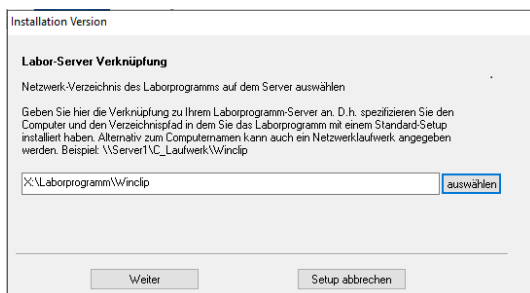 Installation Version
Labor-Server Verknüpfung
Netzwerk-Verzeichnis des Laborprogramms auf dem Server auswählen
Geben Sie hier die Verknüpfung zu Ihrem Laborprogramm-Server an. D.h. spezifizieren Sie den
Computer und den Verzeichnispfad in dem Sie das Laborprogramm mit einem Standard-Setup
installiert haben. Alternativ zum Computernamen kann auch ein Netzwerklaufwerk angegeben
werden. Beispiel: \\Server1\C_Laufwerk\Winclip
X:\Laborprogramm\Winclip
auswählen
Weiter
Setup abbrechen